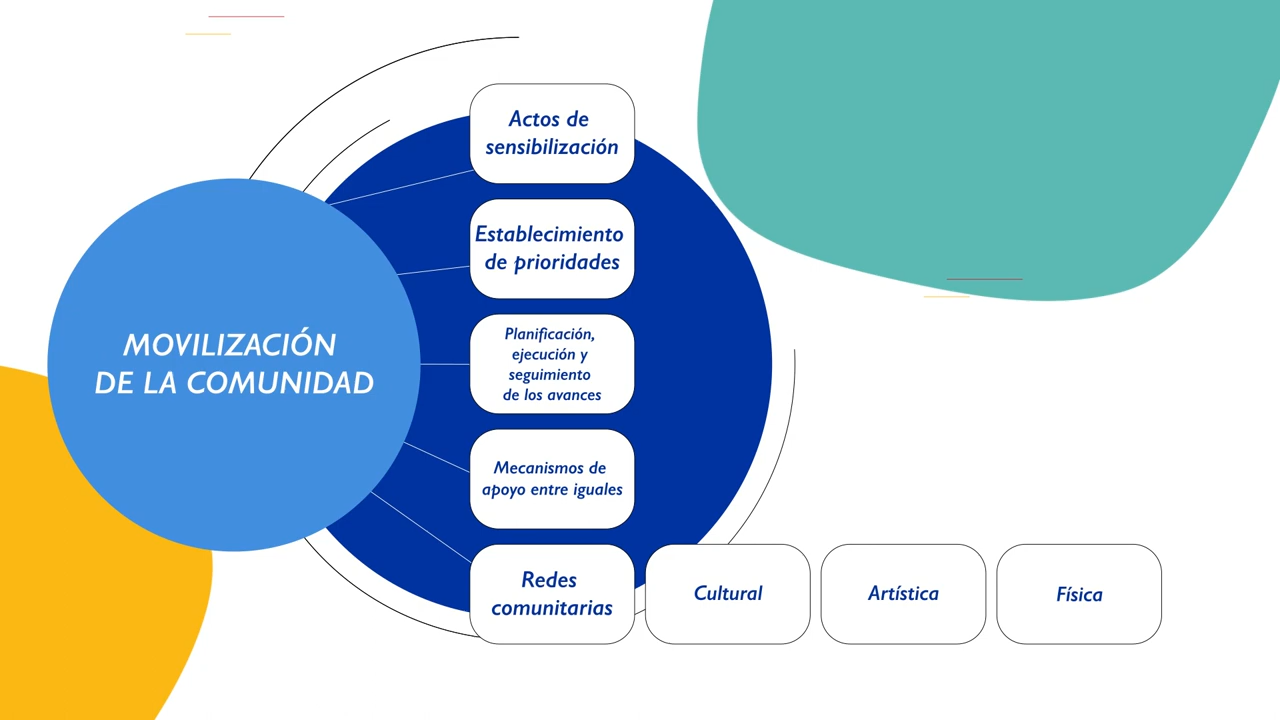 MOVILIZACIÓN
DE LA COMUNIDAD
Actos de
sensibilización
Establecimiento
de prioridades
Planificación,
ejecución y
seguimiento
de los avances
Mecanismos de
apoyo entre iguales
Redes
comunitarias
Cultural
Artística
Física